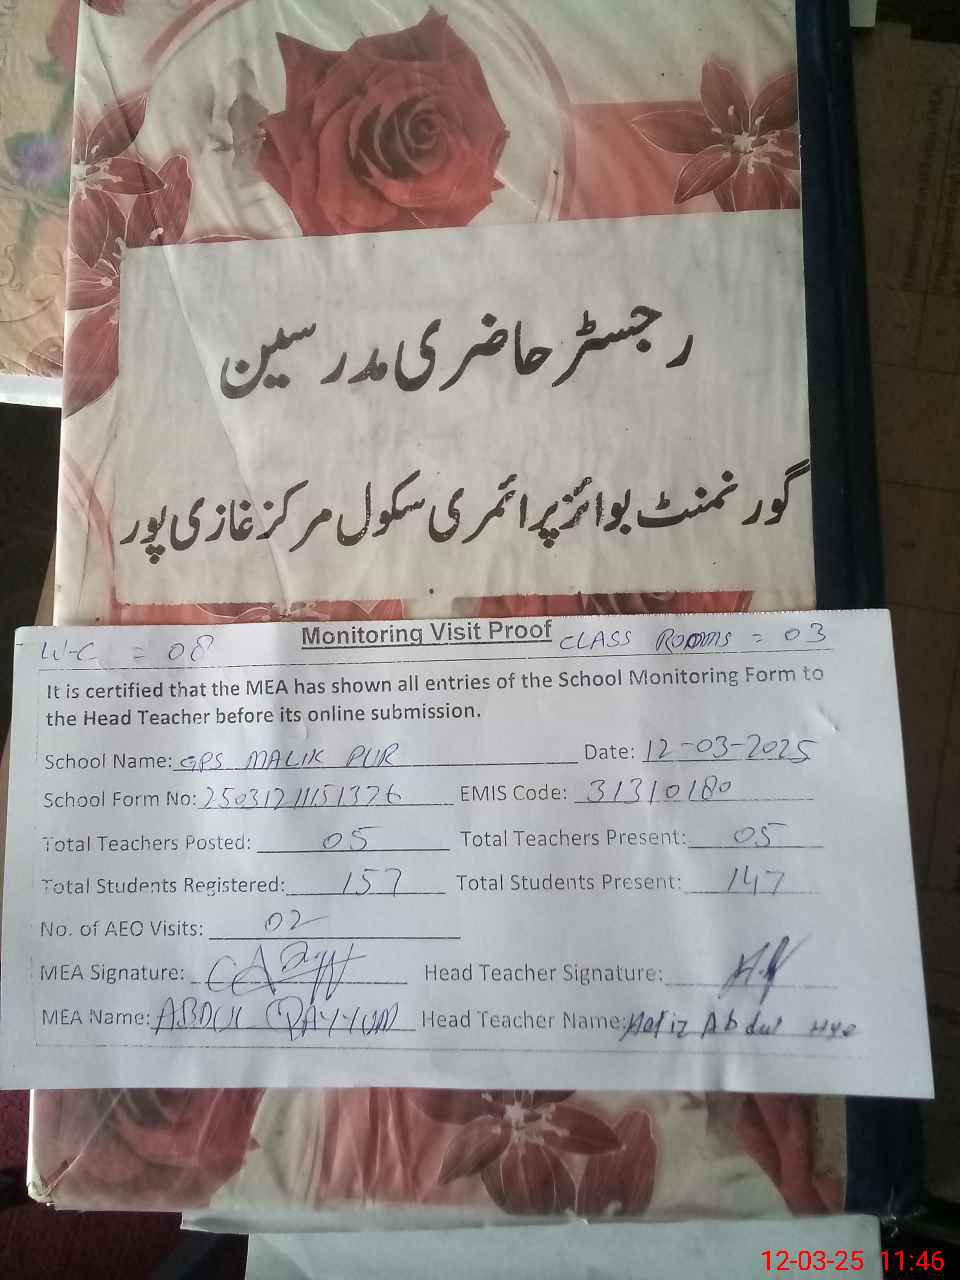 رجسٹر حاضری مدرسین
گورنمنٹ بوائز پرائمری سکول مرکز غازی پور
Monitoring Visit Proof
W-C = 08
CLASS ROOMS = 03
It is certified that the MEA has shown all entries of the School Monitoring Form to
the Head Teacher before its online submission.
School Name: GPS MALIK PUR Date: 12-03-2025
School Form No: EMIS Code: 31310180
Total Teachers Posted: 05 Total Teachers Present: 05
Total Students Registered: 157 Total Students Present: 147
No. of AEO Visits: 02
MEA Signature: Head Teacher Signature:
MEA Name: ABDUL QAYYUM Head Teacher Name: Hafiz Abdul Hye
12-03-25 11:46